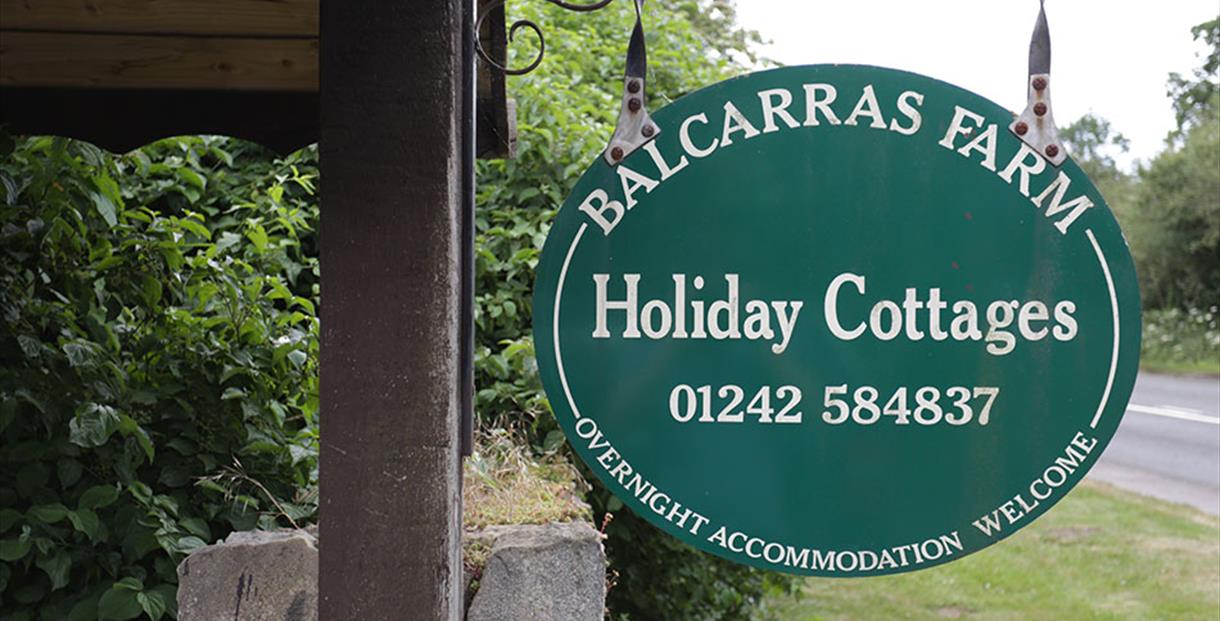 BALCARRAS FARM
Holiday Cottages
01242 584837
OVERNIGHT ACCOMMODATION WELCOME